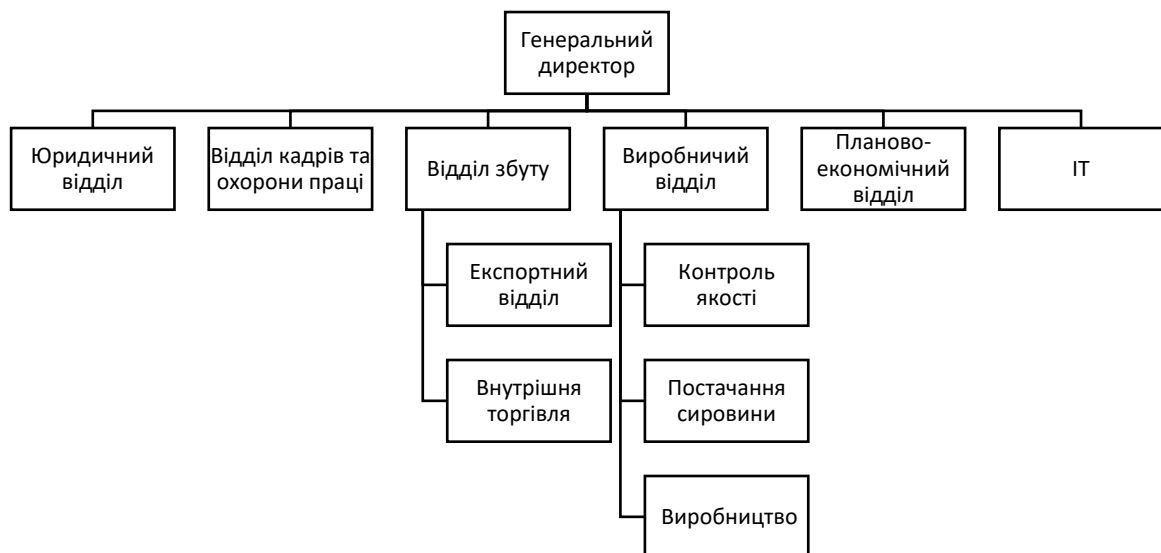 Генеральний
директор
Юридичний
відділ
Відділ кадрів та
охорони праці
Відділ збуту
Виробничий
відділ
Планово-
економічний
відділ
ІТ
Експортний
відділ
Контроль
якості
Внутрішня
торгівля
Постачання
сировини
Виробництво